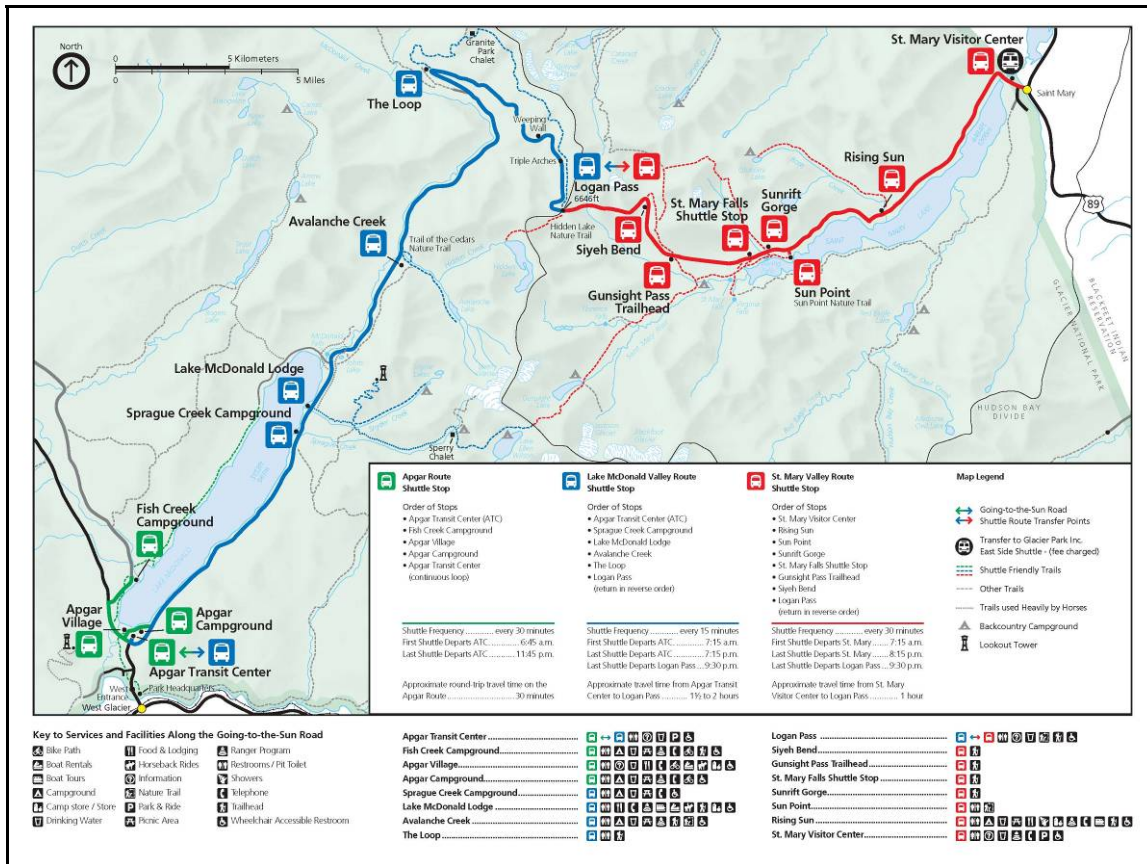 North
0 5 Kilometers
0 5 Miles
Granite Park Chalet
The Loop
Weeping Wall
Triple Arches
Logan Pass
6646ft
Hidden Lake
Nature Trail
Avalanche Creek
Trail of the Cedars
Nature Trail
St. Mary Visitor Center
Saint Mary
89
Rising Sun
Sunrift
Gorge
St. Mary Falls
Shuttle Stop
Siyeh Bend
Gunsight Pass
Trailhead
Sun Point
Sun Point Nature Trail
BLACKFEET INDIAN
RESERVATION
GLACIER NATIONAL PARK
HUDSON BAY
DIVIDE
Lake McDonald Lodge
Sprague Creek Campground
Sperry
Chalet
Fish Creek
Campground
LAKE McDONALD
Apgar
Village
Apgar
Campground
Apgar Transit Center
Park Headquarters
West
Entrance
West Glacier
Apgar Route
Shuttle Stop
Order of Stops
• Apgar Transit Center (ATC)
• Fish Creek Campground
• Apgar Village
• Apgar Campground
• Apgar Transit Center
(continuous loop)
Shuttle Frequency ............ every 30 minutes
First Shuttle Departs ATC ............ 6:45 a.m.
Last Shuttle Departs ATC ............ 11:45 p.m.
Approximate round-trip travel time on the
Apgar Route ............ 30 minutes
Lake McDonald Valley Route
Shuttle Stop
Order of Stops
• Apgar Transit Center (ATC)
• Sprague Creek Campground
• Lake McDonald Lodge
• Avalanche Creek
• The Loop
• Logan Pass
(return in reverse order)
Shuttle Frequency ............ every 15 minutes
First Shuttle Departs ATC ............ 7:15 a.m.
Last Shuttle Departs ATC ............ 7:15 p.m.
Last Shuttle Departs Logan Pass ... 9:30 p.m.
Approximate travel time from Apgar Transit
Center to Logan Pass ............ 1½ to 2 hours
St. Mary Valley Route
Shuttle Stop
Order of Stops
• St. Mary Visitor Center
• Rising Sun
• Sun Point
• Sunrift Gorge
• St. Mary Falls Shuttle Stop
• Gunsight Pass Trailhead
• Siyeh Bend
• Logan Pass
(return in reverse order)
Shuttle Frequency ............ every 30 minutes
First Shuttle Departs St. Mary ...... 7:15 a.m.
Last Shuttle Departs St. Mary ...... 8:15 p.m.
Last Shuttle Departs Logan Pass ... 9:30 p.m.
Approximate travel time from St. Mary
Visitor Center to Logan Pass ............ 1 hour
Map Legend
Going-to-the-Sun Road
Shuttle Route Transfer Points
Transfer to Glacier Park Inc.
East Side Shuttle - (fee charged)
Shuttle Friendly Trails
Other Trails
Trails used Heavily by Horses
Backcountry Campground
Lookout Tower
Key to Services and Facilities Along the Going-to-the-Sun Road
Bike Path
Boat Rentals
Boat Tours
Campground
Camp store / Store
Drinking Water
Food & Lodging
Horseback Rides
Information
Nature Trail
Park & Ride
Picnic Area
Ranger Program
Restrooms / Pit Toilet
Showers
Telephone
Trailhead
Wheelchair Accessible Restroom
Apgar Transit Center
Fish Creek Campground
Apgar Village
Apgar Campground
Sprague Creek Campground
Lake McDonald Lodge
Avalanche Creek
The Loop
Logan Pass
Siyeh Bend
Gunsight Pass Trailhead
St. Mary Falls Shuttle Stop
Sunrift Gorge
Sun Point
Rising Sun
St. Mary Visitor Center